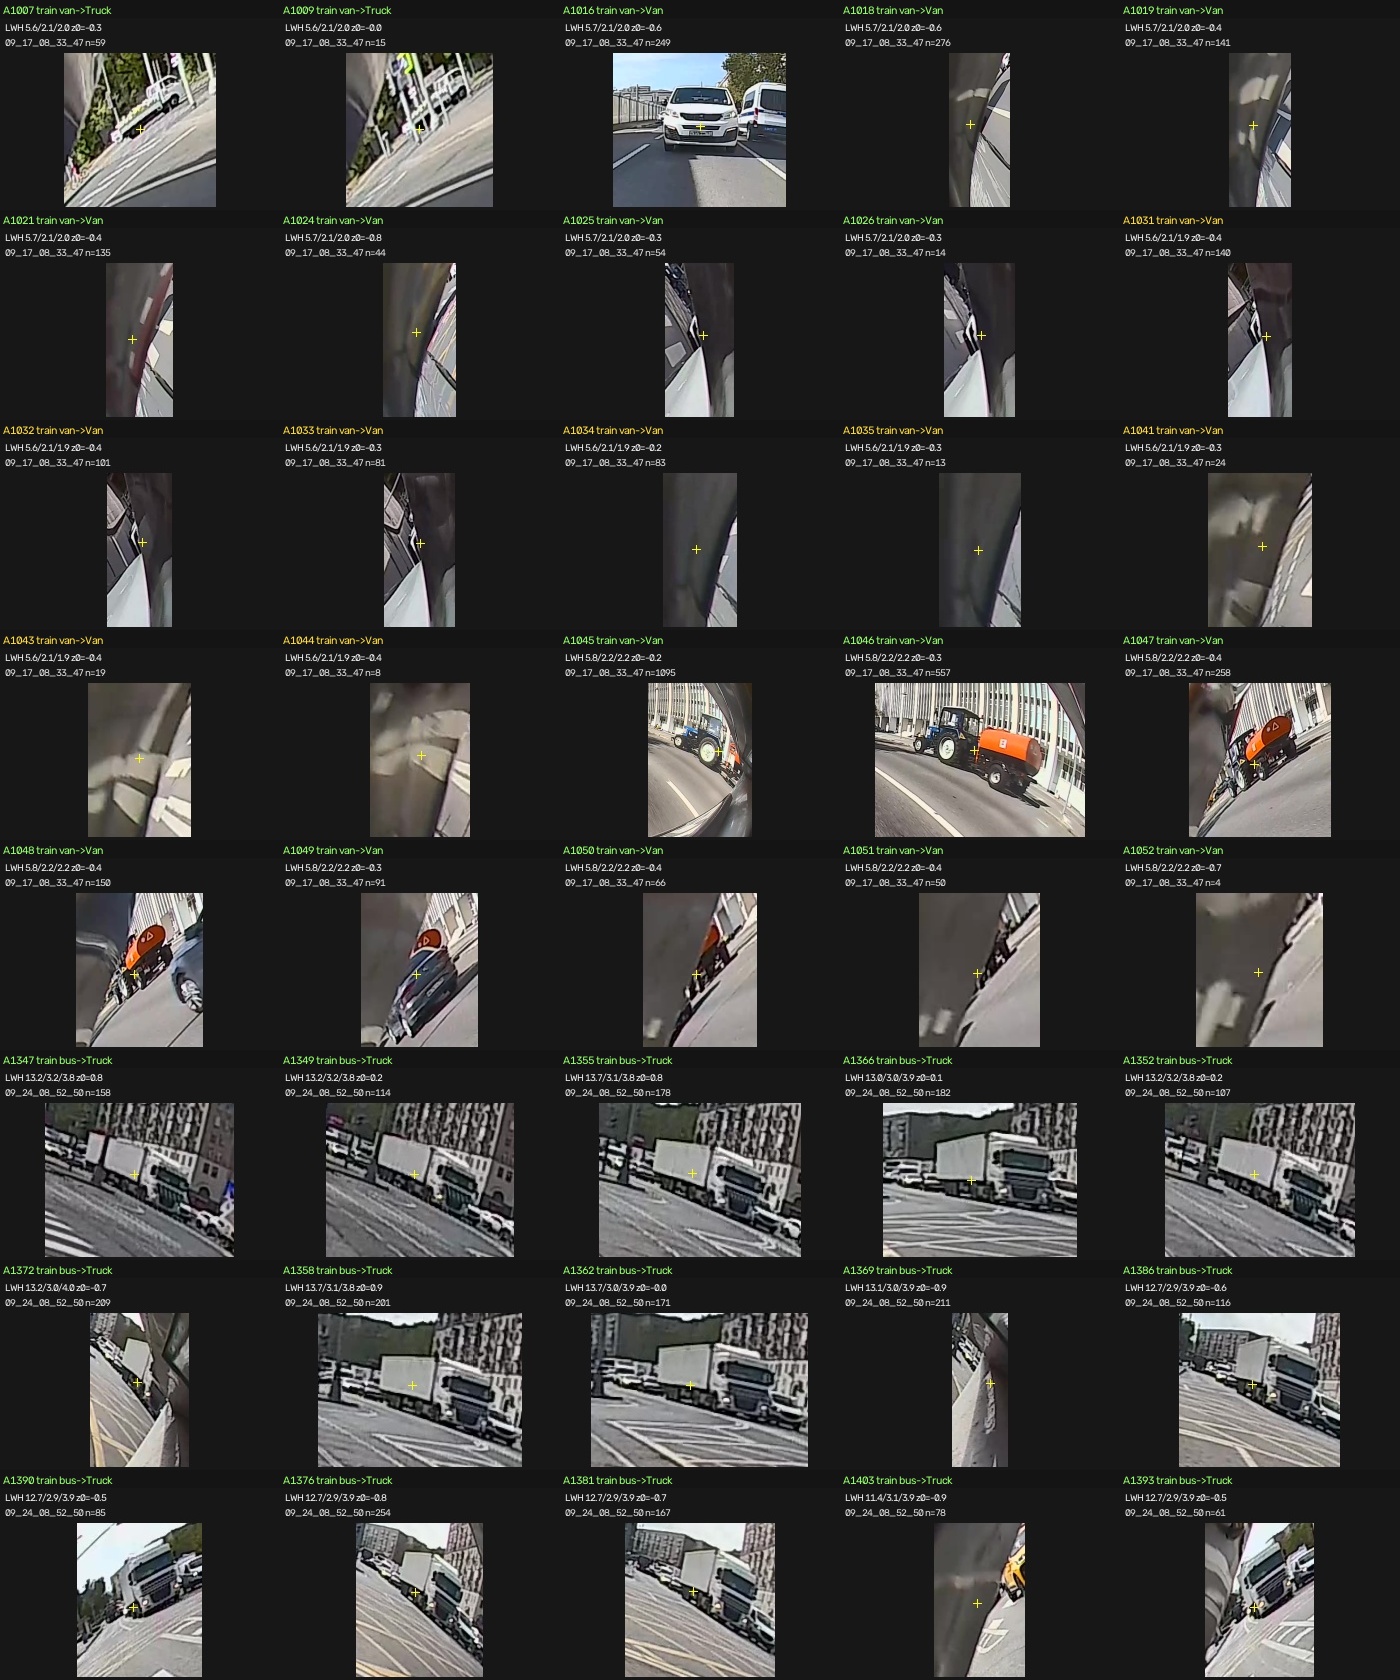 A1007 train van->Truck
LWH 5.6/2.1/2.0 z0=-0.3
09_17_08_33_47 n=59
A1009 train van->Truck
LWH 5.6/2.1/2.0 z0=-0.0
09_17_08_33_47 n=15
A1016 train van->Van
LWH 5.7/2.1/2.0 z0=-0.6
09_17_08_33_47 n=249
A1018 train van->Van
LWH 5.7/2.1/2.0 z0=-0.6
09_17_08_33_47 n=276
A1019 train van->Van
LWH 5.7/2.1/2.0 z0=-0.4
09_17_08_33_47 n=141
A1021 train van->Van
LWH 5.7/2.1/2.0 z0=-0.4
09_17_08_33_47 n=135
A1024 train van->Van
LWH 5.7/2.1/2.0 z0=-0.8
09_17_08_33_47 n=44
A1025 train van->Van
LWH 5.7/2.1/2.0 z0=-0.3
09_17_08_33_47 n=54
A1026 train van->Van
LWH 5.7/2.1/2.0 z0=-0.3
09_17_08_33_47 n=14
A1031 train van->Van
LWH 5.6/2.1/1.9 z0=-0.4
09_17_08_33_47 n=140
A1032 train van->Van
LWH 5.6/2.1/1.9 z0=-0.4
09_17_08_33_47 n=101
A1033 train van->Van
LWH 5.6/2.1/1.9 z0=-0.3
09_17_08_33_47 n=81
A1034 train van->Van
LWH 5.6/2.1/1.9 z0=-0.2
09_17_08_33_47 n=83
A1035 train van->Van
LWH 5.6/2.1/1.9 z0=-0.3
09_17_08_33_47 n=13
A1041 train van->Van
LWH 5.6/2.1/1.9 z0=-0.3
09_17_08_33_47 n=24
A1043 train van->Van
LWH 5.6/2.1/1.9 z0=-0.4
09_17_08_33_47 n=19
A1044 train van->Van
LWH 5.6/2.1/1.9 z0=-0.4
09_17_08_33_47 n=8
A1045 train van->Van
LWH 5.8/2.2/2.2 z0=-0.2
09_17_08_33_47 n=1095
A1046 train van->Van
LWH 5.8/2.2/2.2 z0=-0.3
09_17_08_33_47 n=557
A1047 train van->Van
LWH 5.8/2.2/2.2 z0=-0.4
09_17_08_33_47 n=258
A1048 train van->Van
LWH 5.8/2.2/2.2 z0=-0.4
09_17_08_33_47 n=150
A1049 train van->Van
LWH 5.8/2.2/2.2 z0=-0.3
09_17_08_33_47 n=91
A1050 train van->Van
LWH 5.8/2.2/2.2 z0=-0.4
09_17_08_33_47 n=66
A1051 train van->Van
LWH 5.8/2.2/2.2 z0=-0.4
09_17_08_33_47 n=50
A1052 train van->Van
LWH 5.8/2.2/2.2 z0=-0.7
09_17_08_33_47 n=4
A1347 train bus->Truck
LWH 13.2/3.2/3.8 z0=0.8
09_24_08_52_50 n=158
A1349 train bus->Truck
LWH 13.2/3.2/3.8 z0=0.2
09_24_08_52_50 n=114
A1355 train bus->Truck
LWH 13.7/3.1/3.8 z0=0.8
09_24_08_52_50 n=178
A1366 train bus->Truck
LWH 13.0/3.0/3.9 z0=0.1
09_24_08_52_50 n=182
A1352 train bus->Truck
LWH 13.2/3.2/3.8 z0=0.2
09_24_08_52_50 n=107
A1372 train bus->Truck
LWH 13.2/3.0/4.0 z0=-0.7
09_24_08_52_50 n=209
A1358 train bus->Truck
LWH 13.7/3.1/3.8 z0=0.9
09_24_08_52_50 n=201
A1362 train bus->Truck
LWH 13.7/3.0/3.9 z0=-0.0
09_24_08_52_50 n=171
A1369 train bus->Truck
LWH 13.1/3.0/3.9 z0=-0.9
09_24_08_52_50 n=211
A1386 train bus->Truck
LWH 12.7/2.9/3.9 z0=-0.6
09_24_08_52_50 n=116
A1390 train bus->Truck
LWH 12.7/2.9/3.9 z0=-0.5
09_24_08_52_50 n=85
A1376 train bus->Truck
LWH 12.7/2.9/3.9 z0=-0.8
09_24_08_52_50 n=254
A1381 train bus->Truck
LWH 12.7/2.9/3.9 z0=-0.7
09_24_08_52_50 n=167
A1403 train bus->Truck
LWH 11.4/3.1/3.9 z0=-0.9
09_24_08_52_50 n=78
A1393 train bus->Truck
LWH 12.7/2.9/3.9 z0=-0.5
09_24_08_52_50 n=61